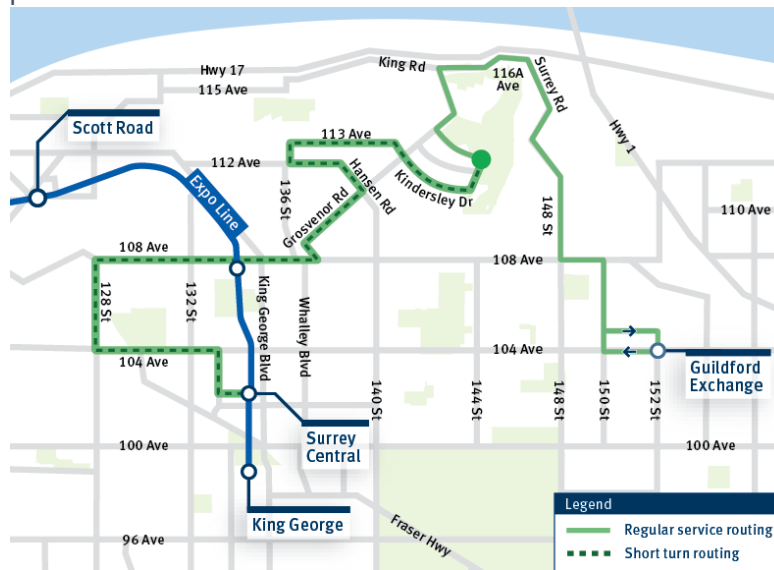 Hwy 17
King Rd
116A
Ave
Surrey Rd
115 Ave
Hwy 1
Scott Road
113 Ave
112 Ave
Hansen Rd
Kindersley Dr
136 St
Grosvenor Rd
Expo Line
148 St
110 Ave
108 Ave
108 Ave
128 St
132 St
King George Blvd
Whalley Blvd
104 Ave
104 Ave
Guildford
Exchange
140 St
144 St
148 St
150 St
152 St
Surrey
Central
100 Ave
100 Ave
King George
Fraser Hwy
96 Ave
Legend
Regular service routing
Short turn routing